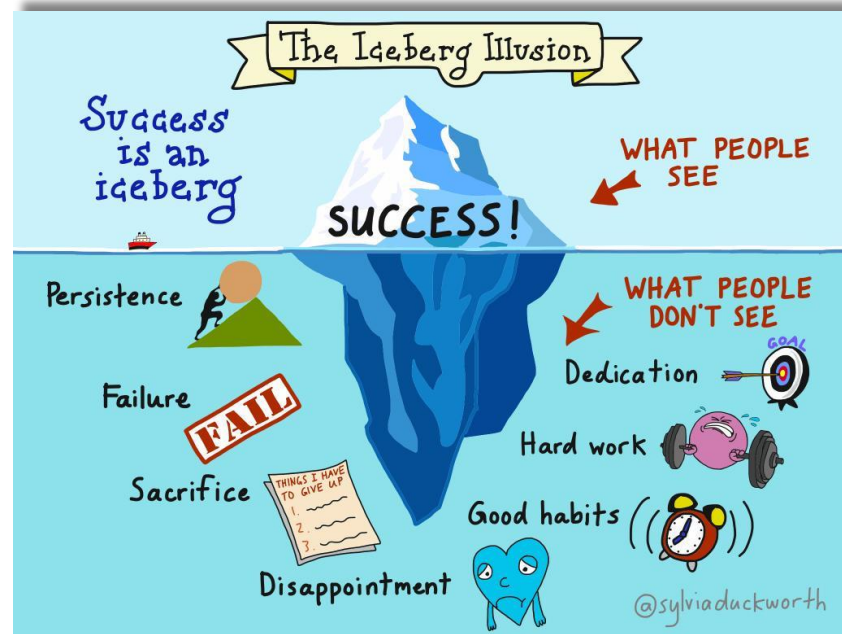 The Iceberg Illusion
Success
is an
iceberg
WHAT PEOPLE
SEE
SUCCESS!
Persistence
WHAT PEOPLE
DON'T SEE
GOAL
Dedication
Failure
FAIL
Hard work
Sacrifice
THINGS I HAVE
TO GIVE UP
1.
2.
3.
Good habits
Disappointment
@sylviaduckworth